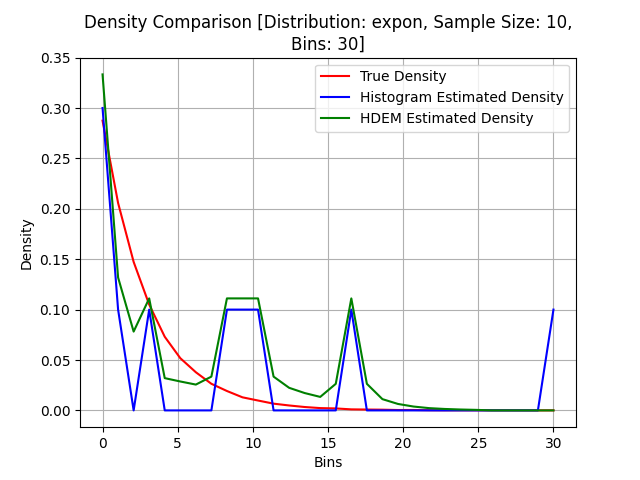 Density Comparison [Distribution: expon, Sample Size: 10,
Bins: 30]
True Density
Histogram Estimated Density
HDEM Estimated Density
Density
0.35
0.30
0.25
0.20
0.15
0.10
0.05
0.00
0 5 10 15 20 25 30
Bins